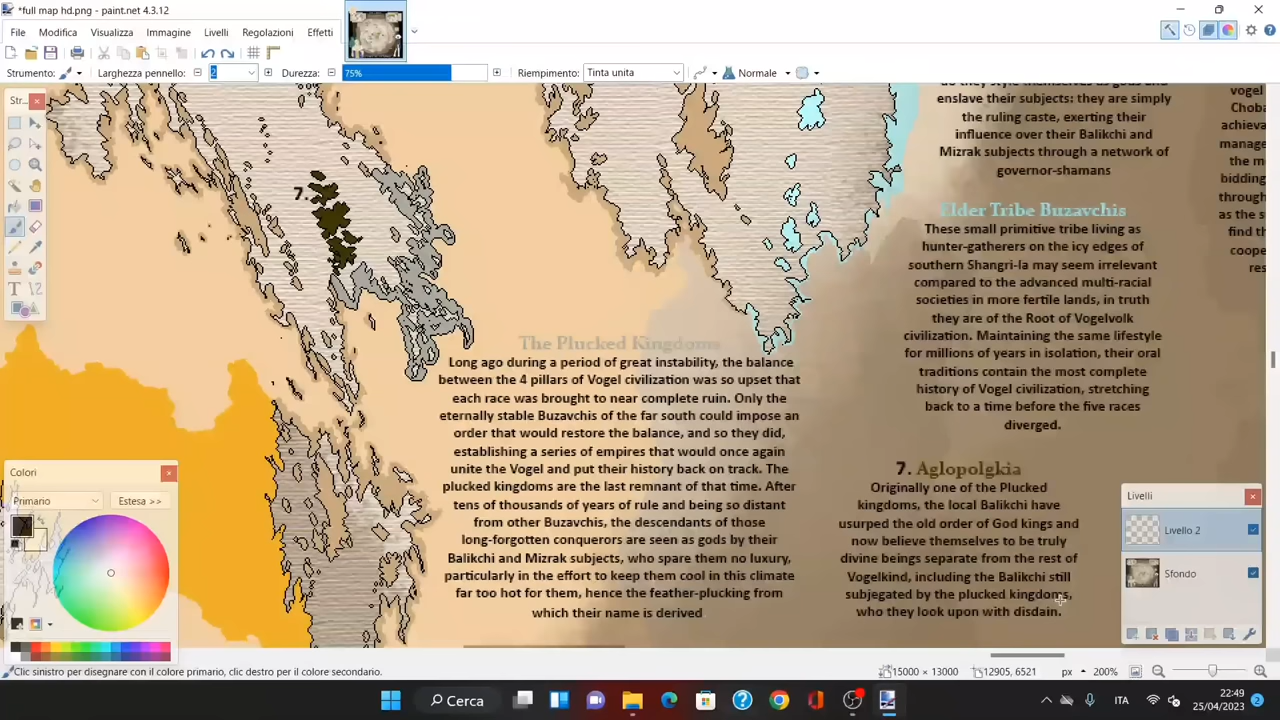 *full map hd.png - paint.net 4.3.12
File Modifica Visualizza Immagine Livelli Regolazioni Effetti
Strumento: Larghezza pennello: 2 Durezza: 75% Riempimento: Tinta unita Normale
Str...
7.
do they style themselves as gods and
enslave their subjects: they are simply
the ruling caste, exerting their
influence over their Balikchi and
Mizrak subjects through a network of
governor-shamans
Elder Tribe Buzavchis
These small primitive tribe living as
hunter-gatherers on the icy edges of
southern Shangri-la may seem irrelevant
compared to the advanced multi-racial
societies in more fertile lands, in truth
they are of the Root of Vogelvolk
civilization. Maintaining the same lifestyle
for millions of years in isolation, their oral
traditions contain the most complete
history of Vogel civilization, stretching
back to a time before the five races
diverged.
vogel
Choba
achieva
manage
the m
bidding
through
as the s
find th
cooper
res
The Plucked Kingdoms
Long ago during a period of great instability, the balance
between the 4 pillars of Vogel civilization was so upset that
each race was brought to near complete ruin. Only the
eternally stable Buzavchis of the far south could impose an
order that would restore the balance, and so they did,
establishing a series of empires that would once again
unite the Vogel and put their history back on track. The
plucked kingdoms are the last remnant of that time. After
tens of thousands of years of rule and being so distant
from other Buzavchis, the descendants of those
long-forgotten conquerors are seen as gods by their
Balikchi and Mizrak subjects, who spare them no luxury,
particularly in the effort to keep them cool in this climate
far too hot for them, hence the feather-plucking from
which their name is derived
7. Aglopolgkia
Originally one of the Plucked
kingdoms, the local Balikchi have
usurped the old order of God kings and
now believe themselves to be truly
divine beings separate from the rest of
Vogelkind, including the Balikchi still
subjegated by the plucked kingdoms,
who they look upon with disdain.
Colori
Primario Estesa >>
Livelli
Livello 2
Sfondo
Clic sinistro per disegnare con il colore primario, clic destro per il colore secondario.
15000 × 13000 12905, 6521 px 200%
Cerca
ITA
22:49
25/04/2023